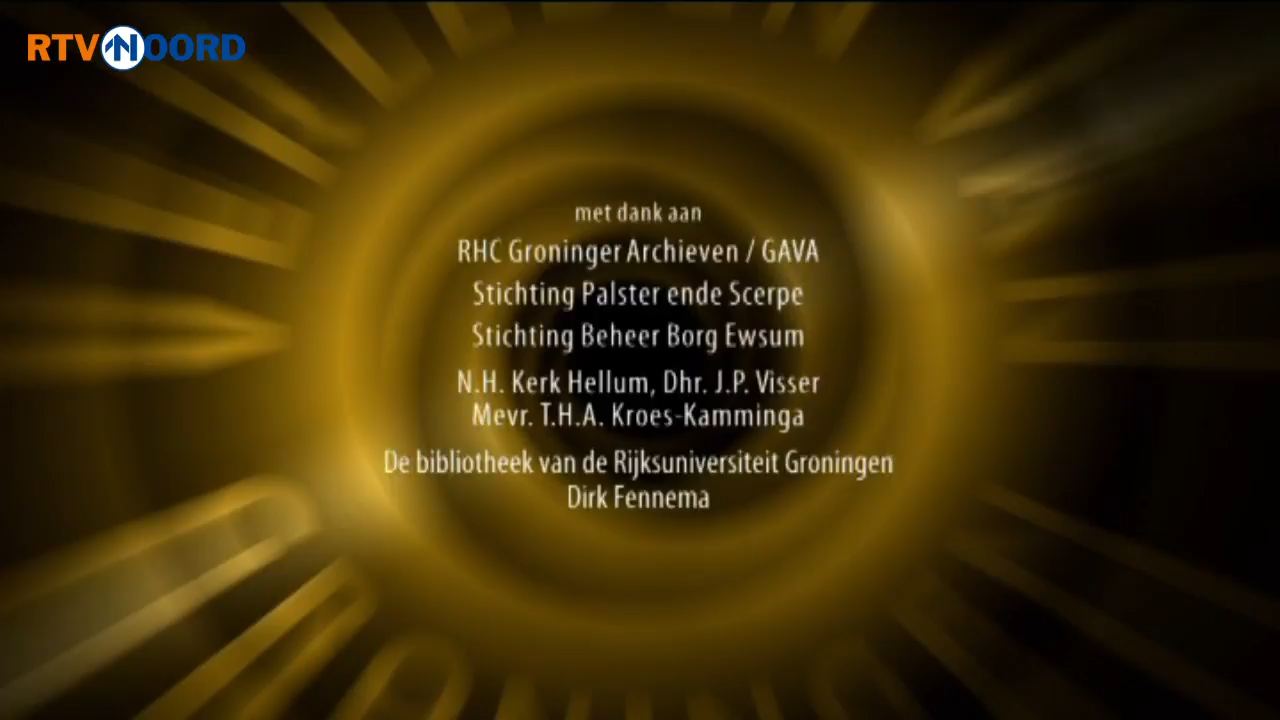 RTV NOORD
met dank aan
RHC Groninger Archieven / GAVA
Stichting Palster ende Scerpe
Stichting Beheer Borg Ewsum
N.H. Kerk Hellum, Dhr. J.P. Visser
Mevr. T.H.A. Kroes-Kamminga
De bibliotheek van de Rijksuniversiteit Groningen
Dirk Fennema